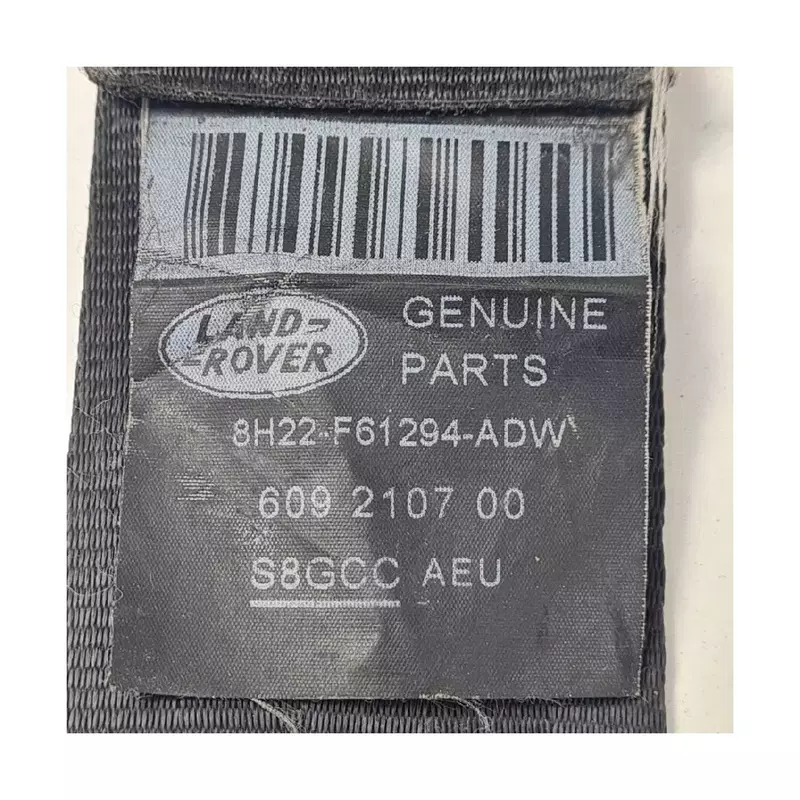 LAND-
-ROVER
GENUINE
PARTS
8H22-F61294-ADW
609 2107 00
S8GCC AEU